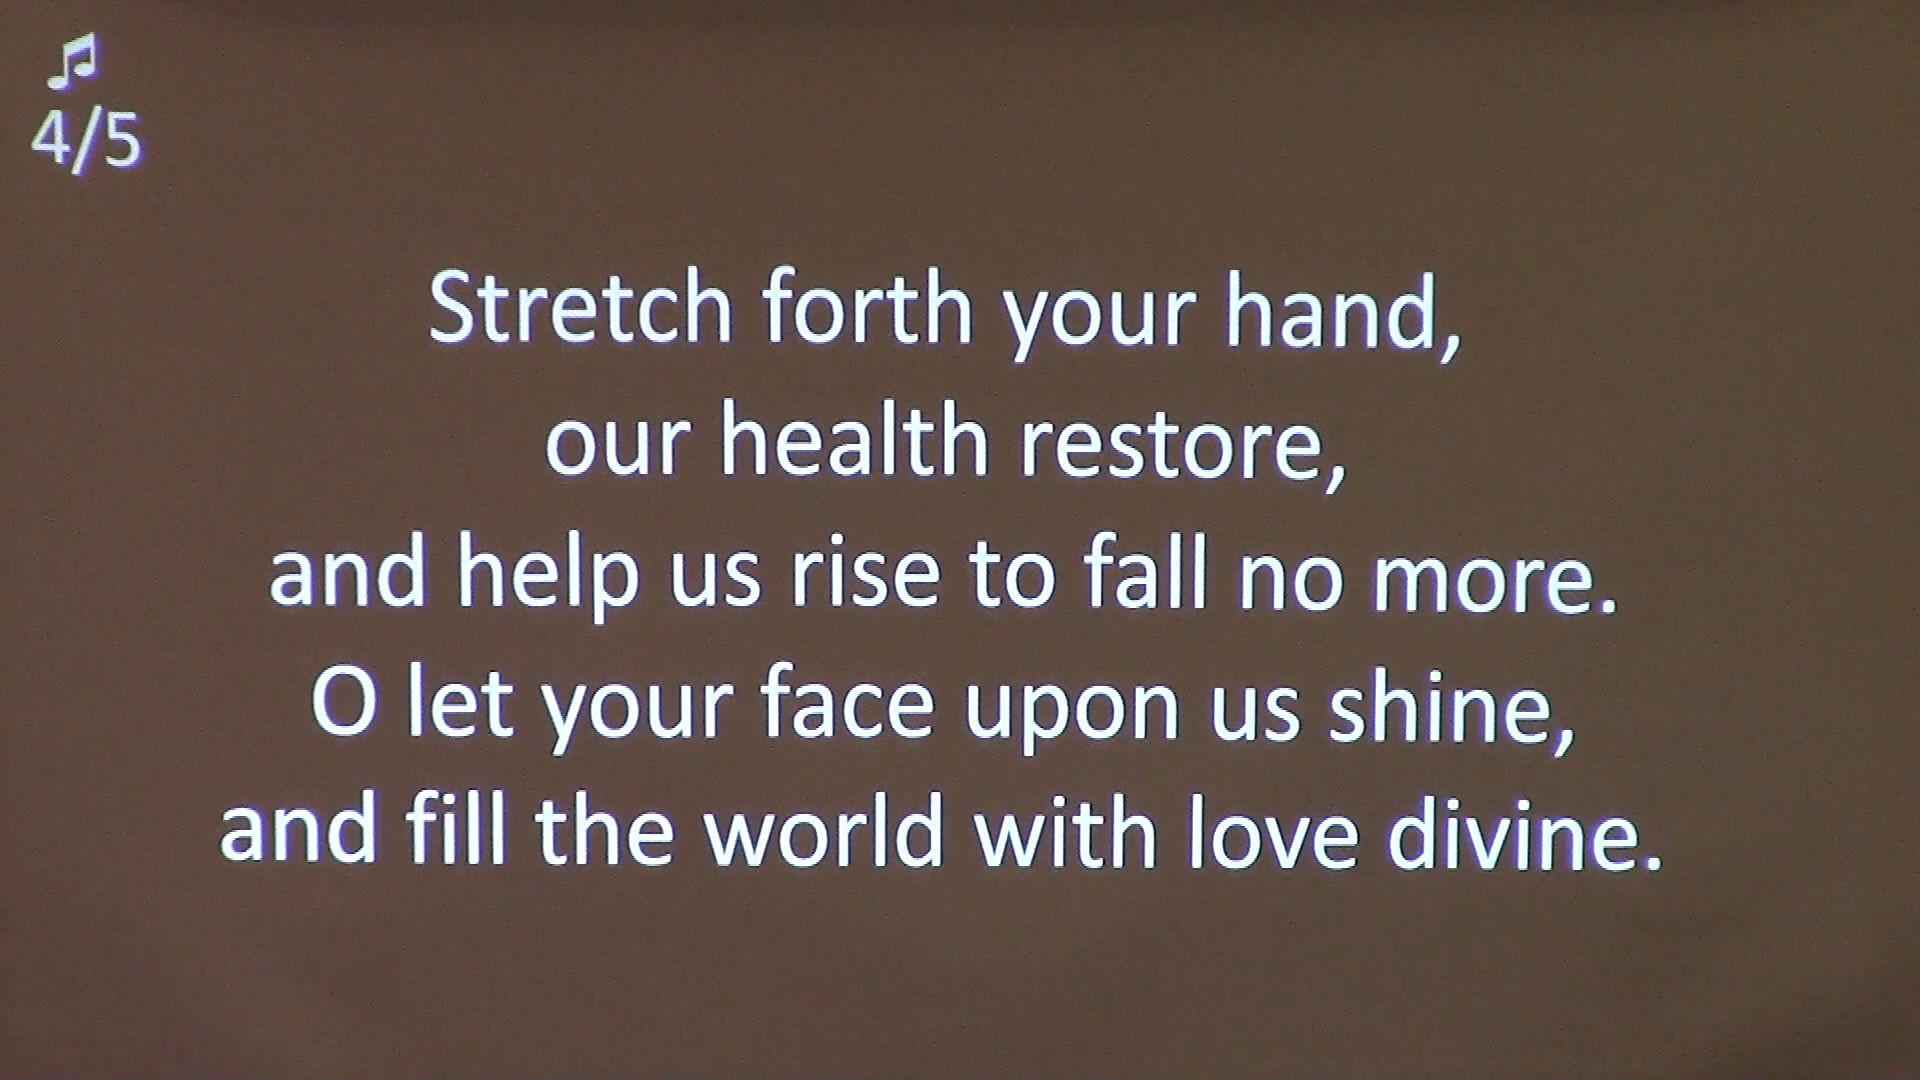 4/5
Stretch forth your hand,
our health restore,
and help us rise to fall no more.
O let your face upon us shine,
and fill the world with love divine.